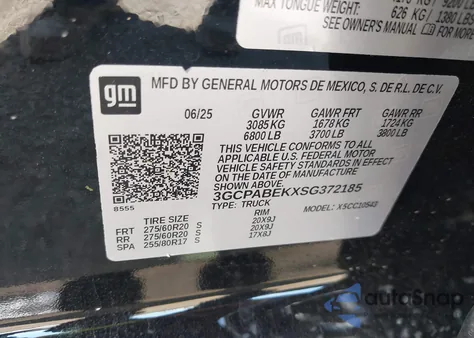 MAX TONGUE WEIGHT:
626 KG / 1380 LB
SEE OWNER'S MANUAL FOR MORE
gm
MFD BY GENERAL MOTORS DE MEXICO, S. DE R.L. DE C.V.
06/25 GVWR GAWR FRT GAWR RR
3085 KG 1678 KG 1724 KG
6800 LB 3700 LB 3800 LB
THIS VEHICLE CONFORMS TO ALL
APPLICABLE U.S. FEDERAL MOTOR
VEHICLE SAFETY STANDARDS IN EFFECT
ON THE DATE OF MANUFACTURE SHOWN ABOVE.
3GCPABEKXSG372185
TYPE: TRUCK MODEL: X5CC10543
8555
TIRE SIZE RIM
FRT 275/60R20 S 20X9J
RR 275/60R20 S 20X9J
SPA 255/80R17 S 17X8J
autoSnap